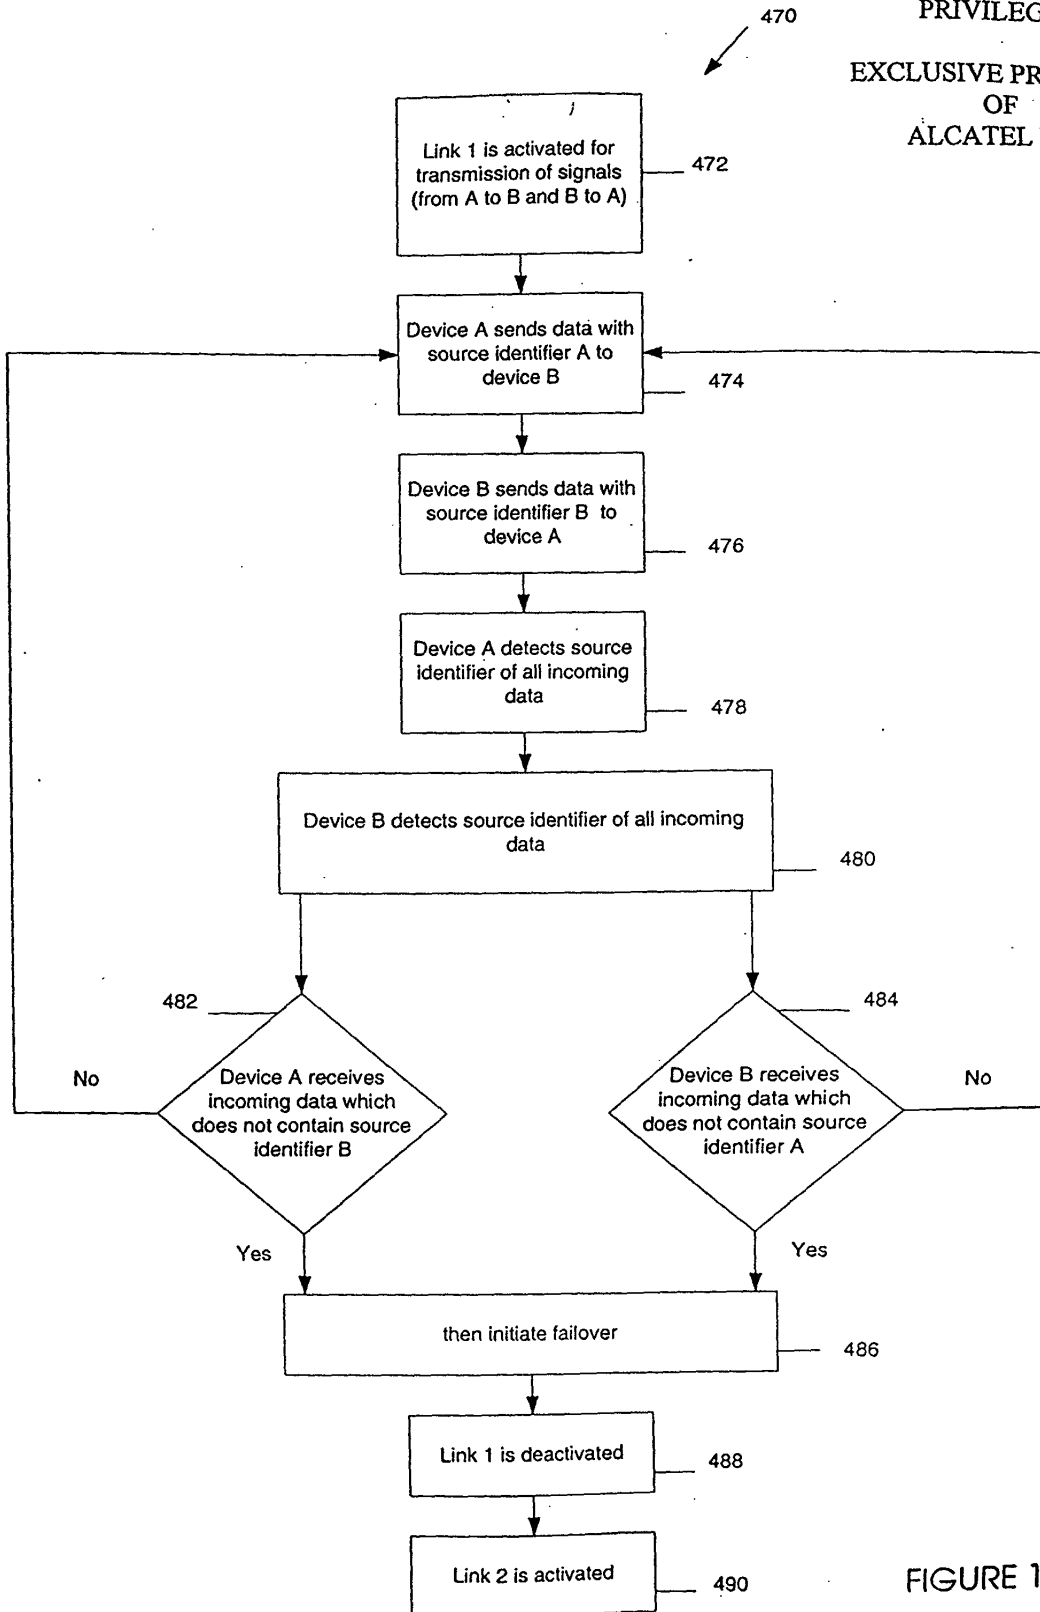 470
PRIVILEG
EXCLUSIVE PR
OF
ALCATEL
Link 1 is activated for
transmission of signals
(from A to B and B to A)
472
Device A sends data with
source identifier A to
device B
474
Device B sends data with
source identifier B to
device A
476
Device A detects source
identifier of all incoming
data
478
Device B detects source identifier of all incoming
data
480
482
484
No
Device A receives
incoming data which
does not contain source
identifier B
Device B receives
incoming data which
does not contain source
identifier A
No
Yes
Yes
then initiate failover
486
Link 1 is deactivated
488
Link 2 is activated
490
FIGURE 1